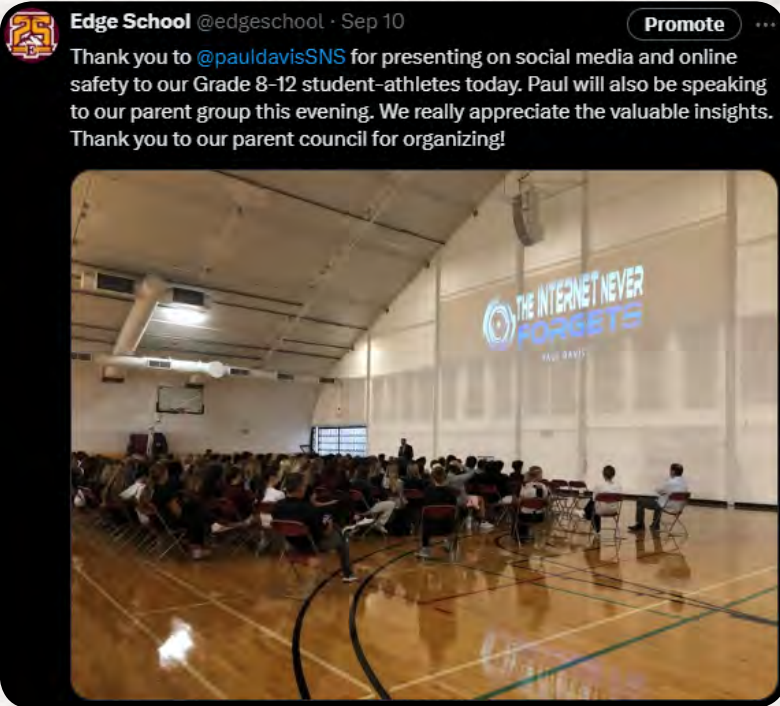 Edge School @edgeschool · Sep 10
Promote
Thank you to @pauldavisSNS for presenting on social media and online
safety to our Grade 8-12 student-athletes today. Paul will also be speaking
to our parent group this evening. We really appreciate the valuable insights.
Thank you to our parent council for organizing!
25
E
THE INTERNET NEVER
FORGETS
PAUL DAVIS